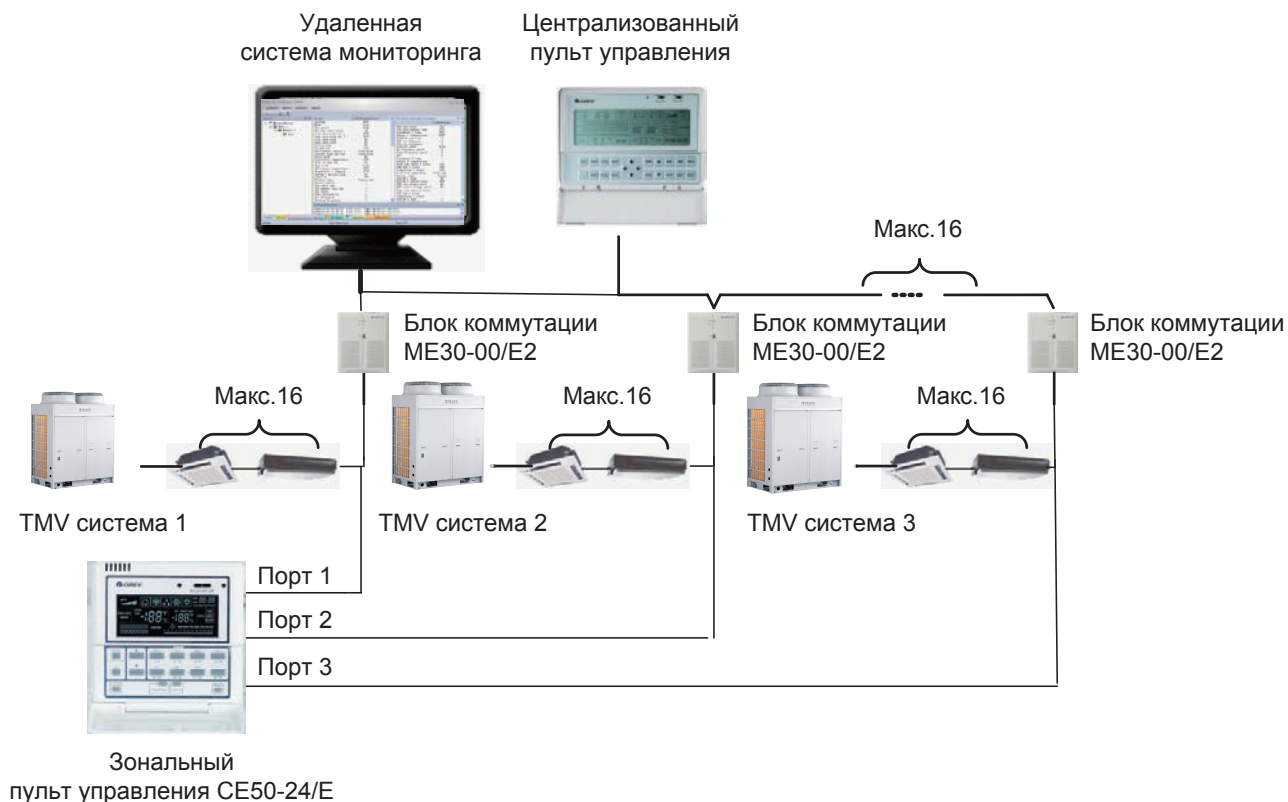 Удаленная
система мониторинга
Централизованный
пульт управления
Макс.16
Блок коммутации
ME30-00/E2
Блок коммутации
ME30-00/E2
Блок коммутации
ME30-00/E2
Макс.16
Макс.16
Макс.16
TMV система 1
TMV система 2
TMV система 3
GREE
Порт 1
Порт 2
Порт 3
Зональный
пульт управления CE50-24/E